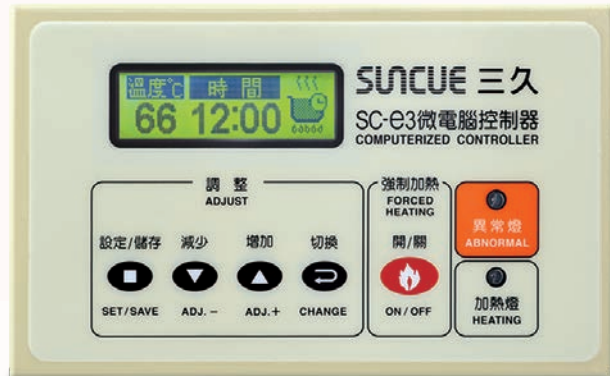 溫度℃ 時間
66 12:00
SUNCUE 三久
SC-e3微電腦控制器
COMPUTERIZED CONTROLLER
調 整
ADJUST
設定/儲存 減少 增加 切換
SET/SAVE ADJ. － ADJ.＋ CHANGE
強制加熱
FORCED
HEATING
開/關
ON/OFF
異常燈
ABNORMAL
加熱燈
HEATING